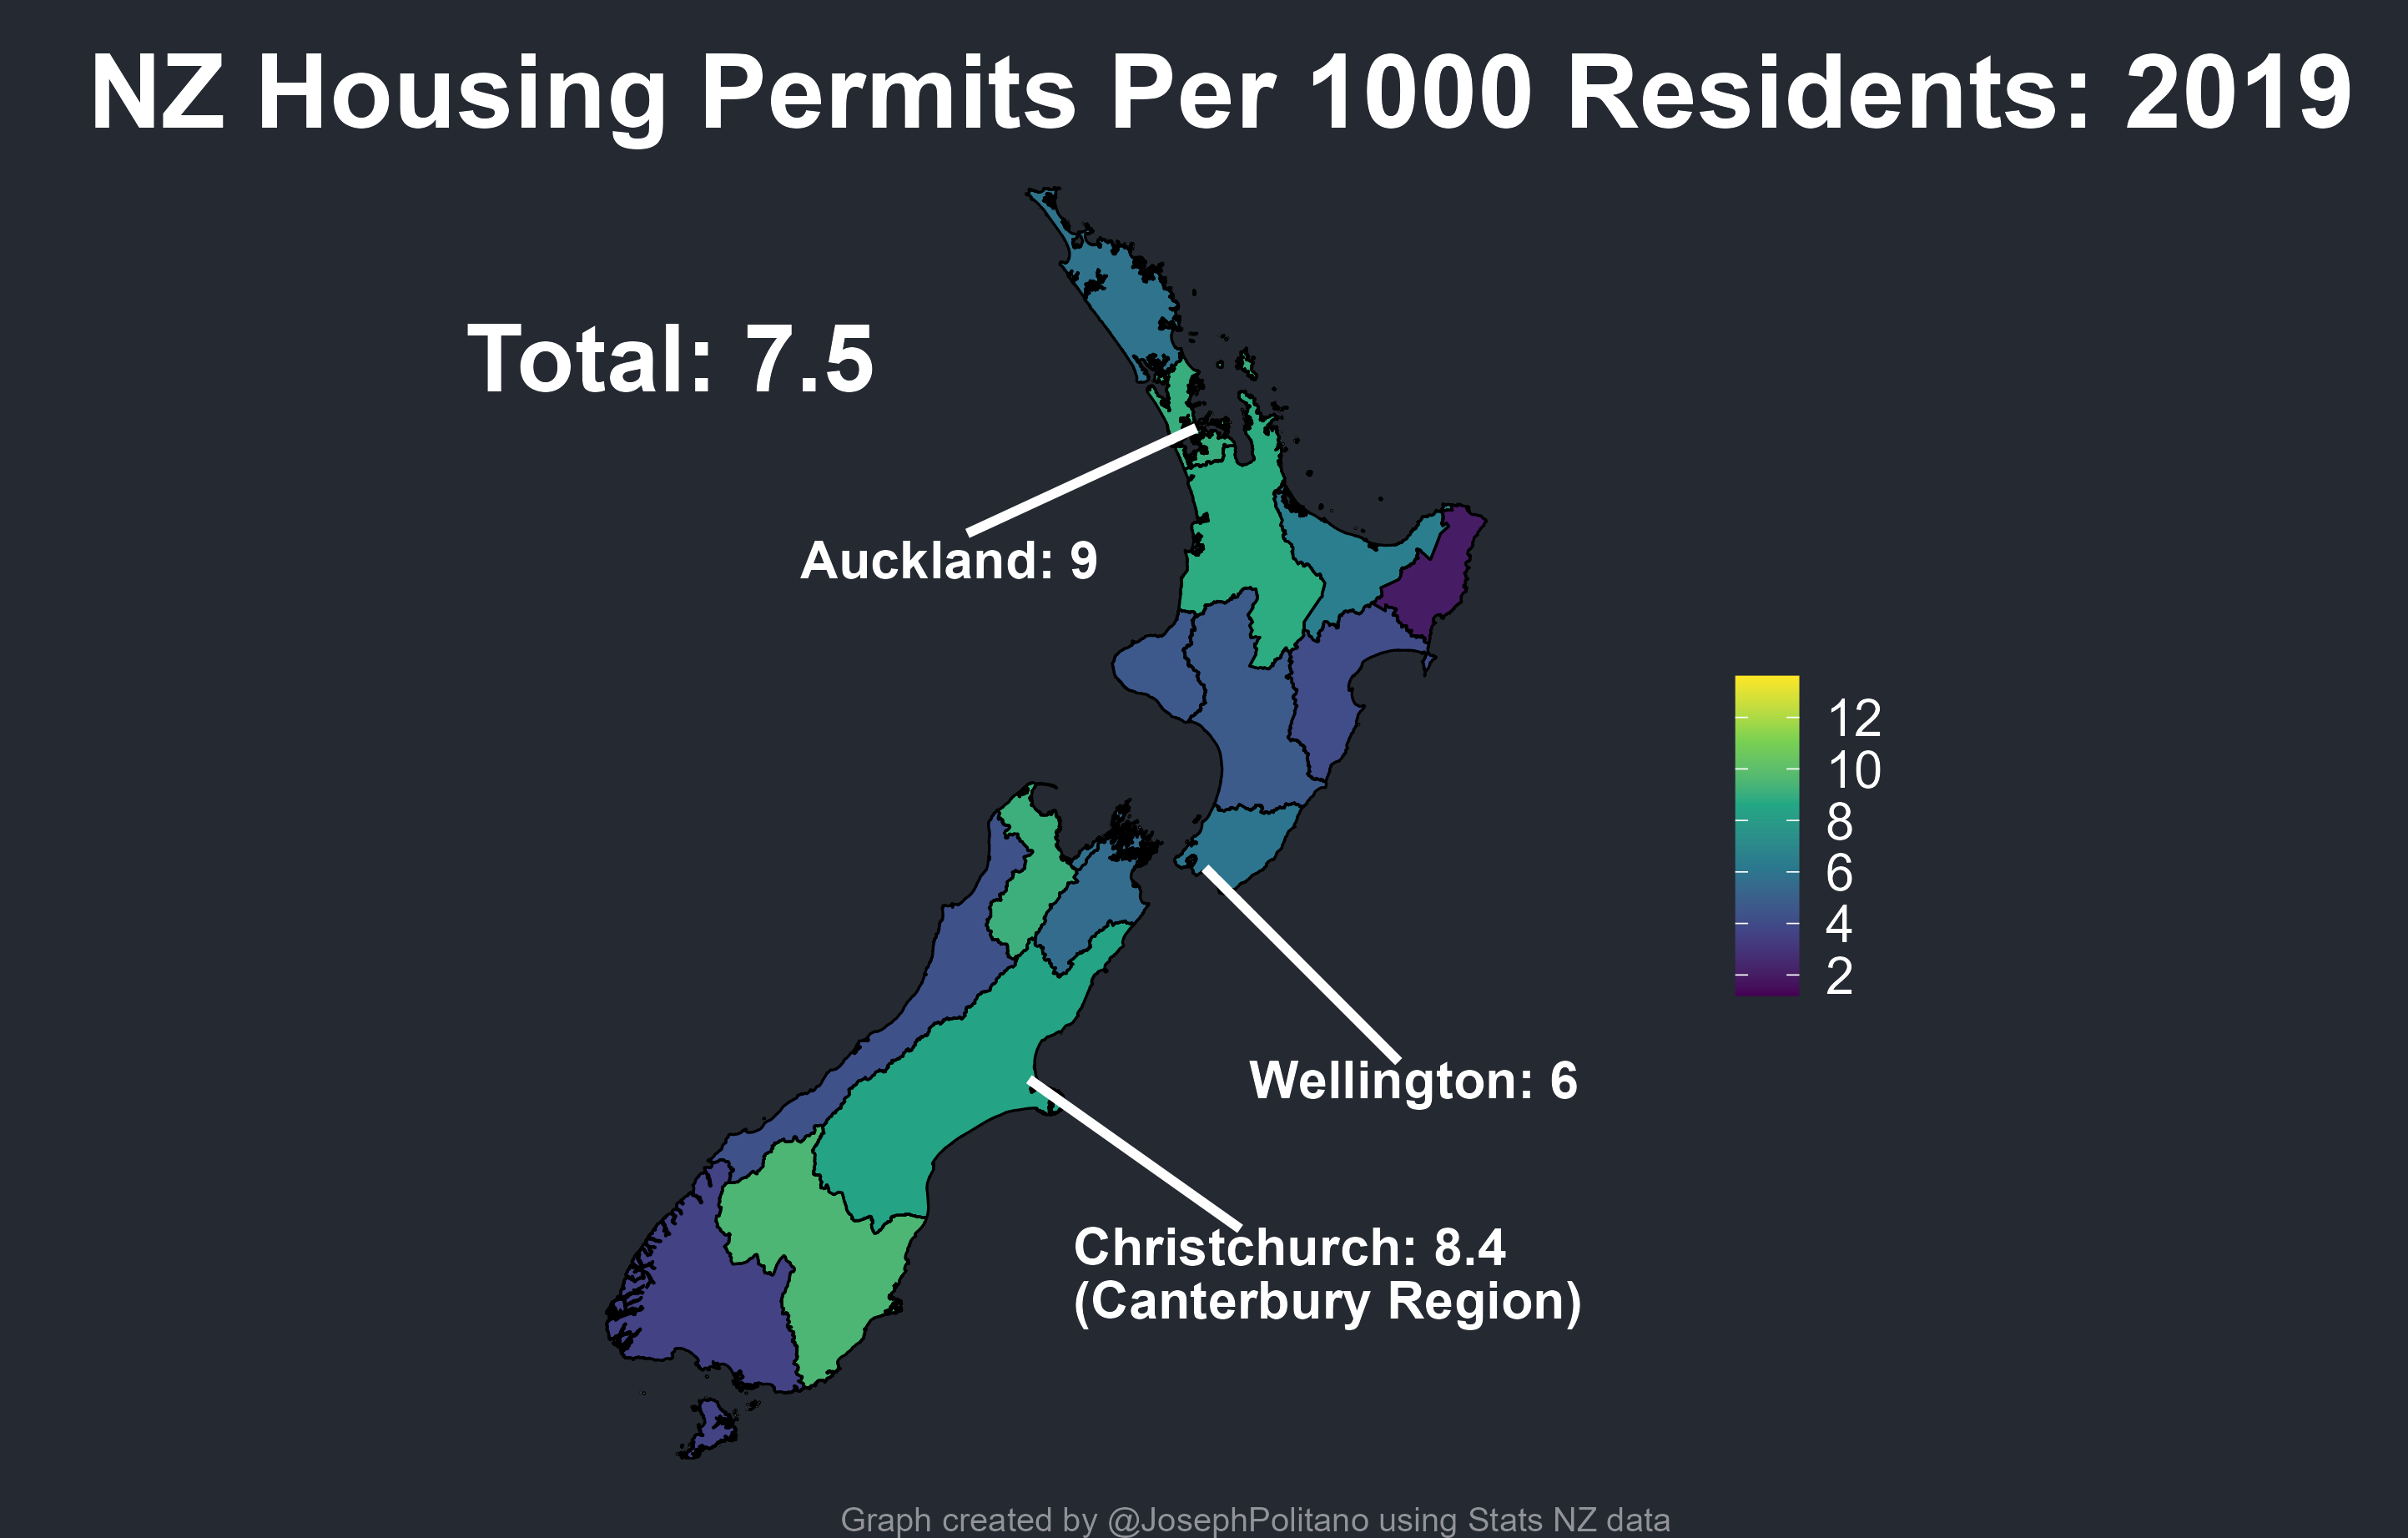 NZ Housing Permits Per 1000 Residents: 2019
Total: 7.5
Auckland: 9
12
10
8
6
4
2
Wellington: 6
Christchurch: 8.4
(Canterbury Region)
Graph created by @JosephPolitano using Stats NZ data